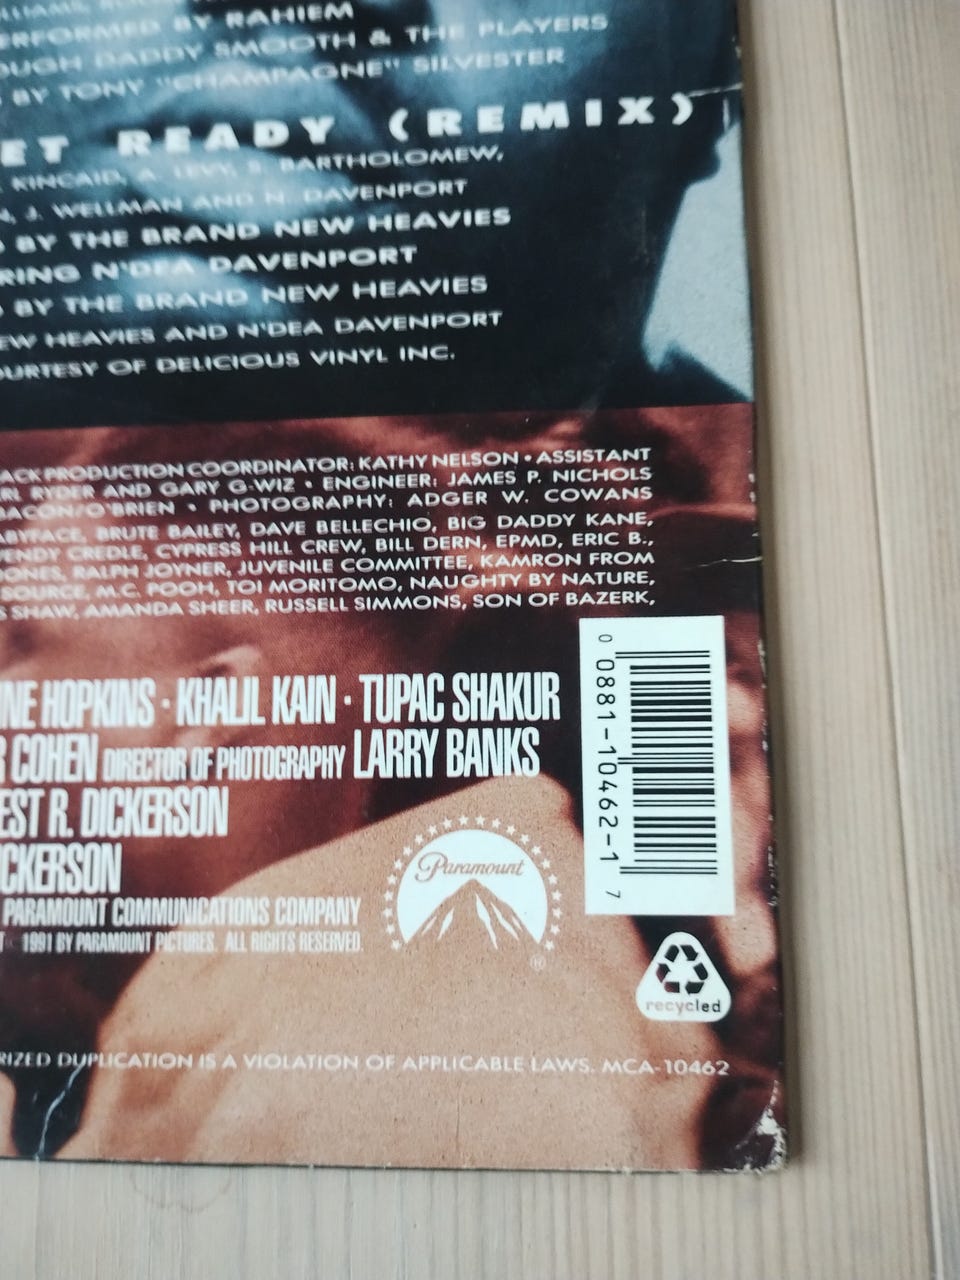 PERFORMED BY RAHIEM
DADDY SMOOTH & THE PLAYERS
BY TONY "CHAMPAGNE" SILVESTER
ET READY (REMIX)
KINCAID, A. LEVY, S. BARTHOLOMEW,
N, J. WELLMAN AND N. DAVENPORT
BY THE BRAND NEW HEAVIES
RING N'DEA DAVENPORT
BY THE BRAND NEW HEAVIES
EW HEAVIES AND N'DEA DAVENPORT
OURTESY OF DELICIOUS VINYL INC.
ACK PRODUCTION COORDINATOR: KATHY NELSON • ASSISTANT
RL RYDER AND GARY G-WIZ • ENGINEER: JAMES P. NICHOLS
BACON/O'BRIEN • PHOTOGRAPHY: ADGER W. COWANS
ABYFACE, BRUTE BAILEY, DAVE BELLECHIO, BIG DADDY KANE,
WENDY CREDLE, CYPRESS HILL CREW, BILL DERN, EPMD, ERIC B.,
JONES, RALPH JOYNER, JUVENILE COMMITTEE, KAMRON FROM
SOURCE, M.C. POOH, TOI MORITOMO, NAUGHTY BY NATURE,
S SHAW, AMANDA SHEER, RUSSELL SIMMONS, SON OF BAZERK,
0 0881-10462-1 7
INE HOPKINS · KHALIL KAIN · TUPAC SHAKUR
R COHEN DIRECTOR OF PHOTOGRAPHY LARRY BANKS
EST R. DICKERSON
ICKERSON
Paramount
PARAMOUNT COMMUNICATIONS COMPANY
T 1991 BY PARAMOUNT PICTURES. ALL RIGHTS RESERVED.
®
recycled
RIZED DUPLICATION IS A VIOLATION OF APPLICABLE LAWS. MCA-10462